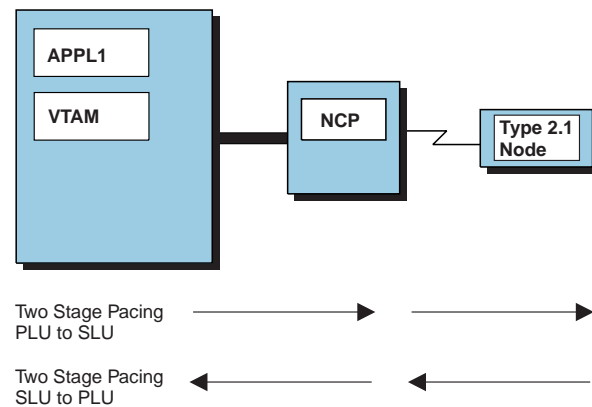 APPL1
VTAM
NCP
Type 2.1
Node
Two Stage Pacing
PLU to SLU
Two Stage Pacing
SLU to PLU